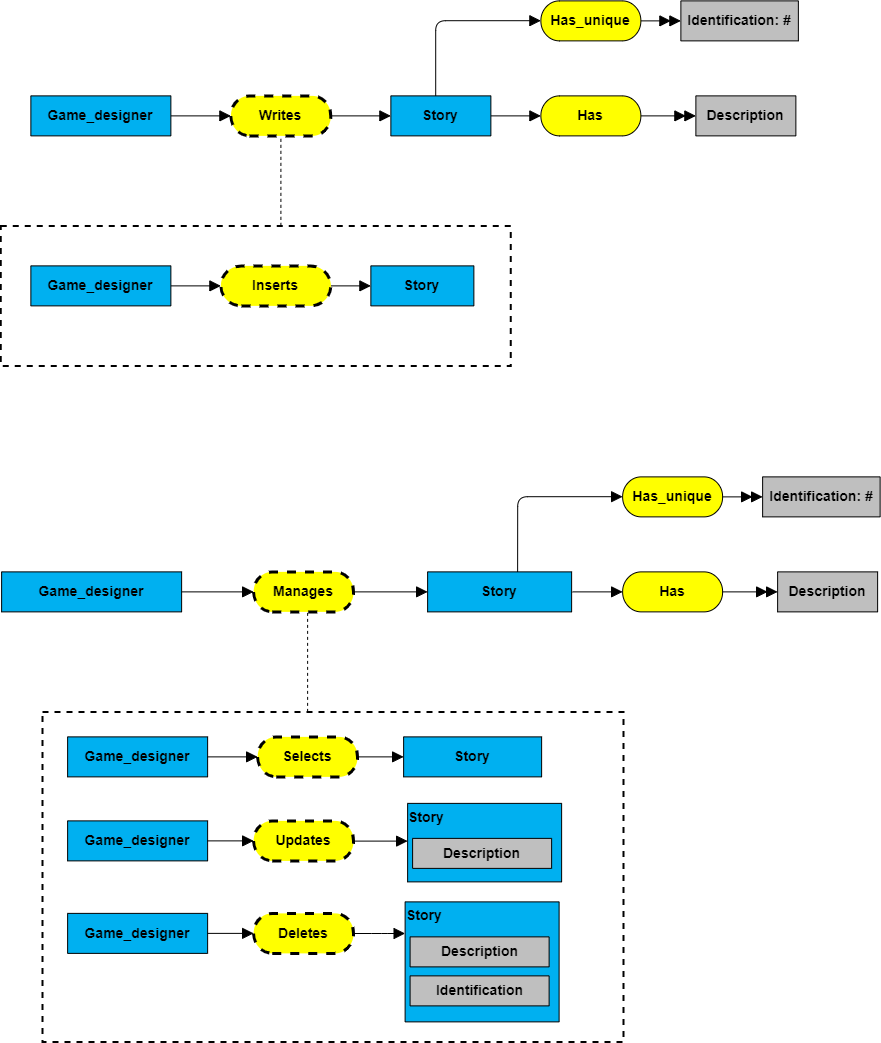 Has_unique
Identification: #
Game_designer
Writes
Story
Has
Description
Game_designer
Inserts
Story
Has_unique
Identification: #
Game_designer
Manages
Story
Has
Description
Game_designer
Selects
Story
Game_designer
Updates
Story
Description
Game_designer
Deletes
Story
Description
Identification